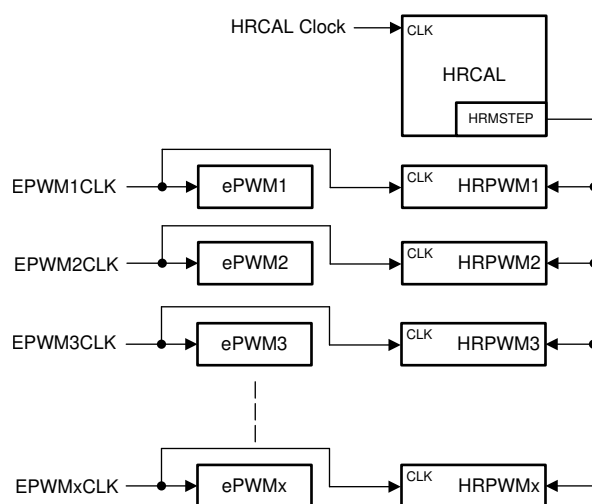 HRCAL Clock
CLK
HRCAL
HRMSTEP
EPWM1CLK
ePWM1
CLK
HRPWM1
EPWM2CLK
ePWM2
CLK
HRPWM2
EPWM3CLK
ePWM3
CLK
HRPWM3
EPWMxCLK
ePWMx
CLK
HRPWMx